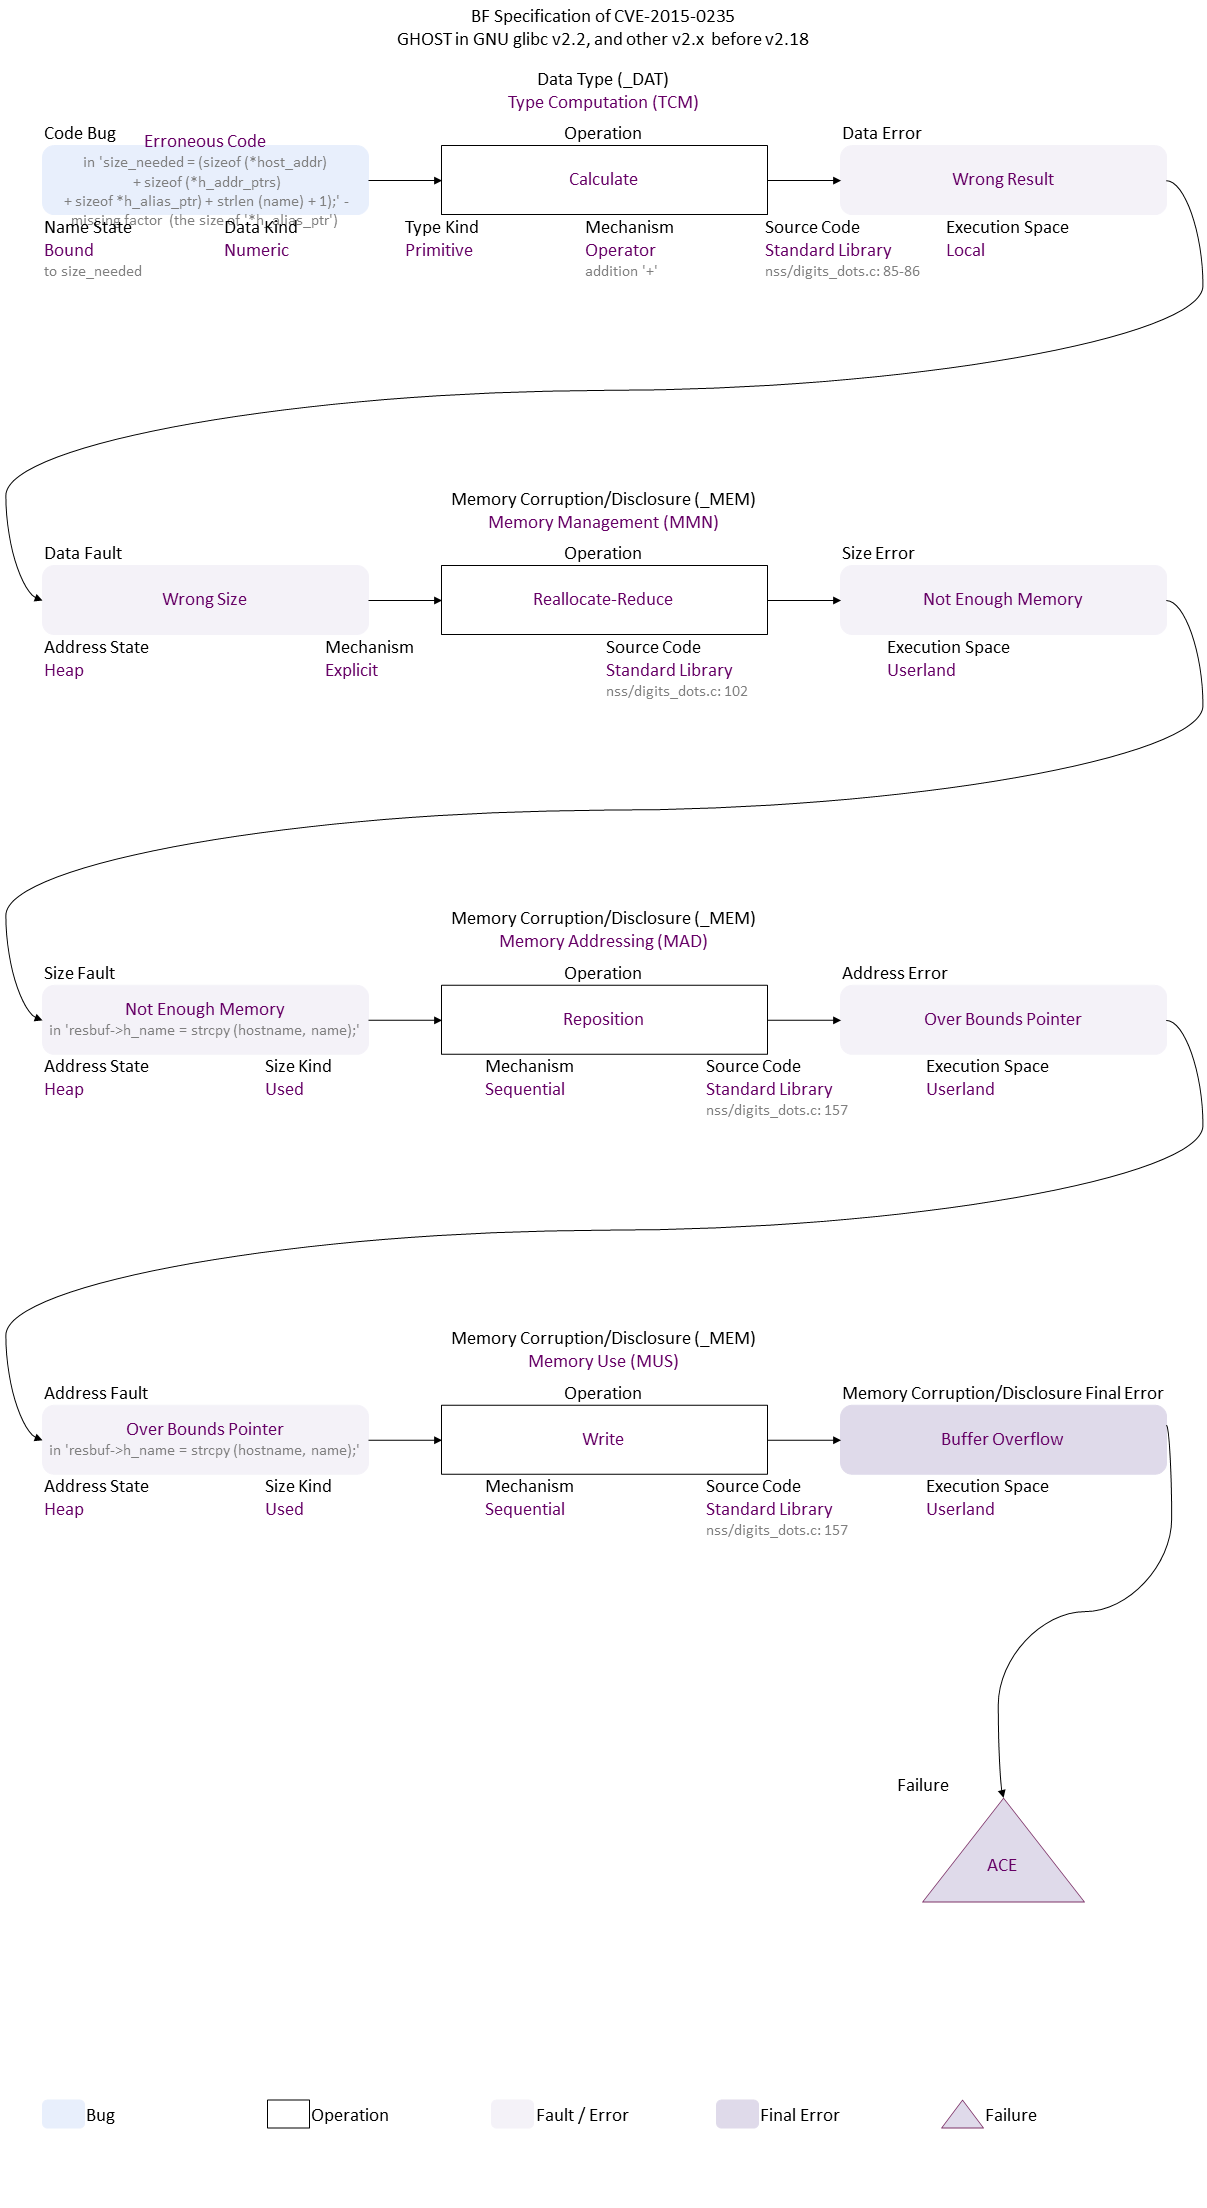 BF Specification of CVE-2015-0235
GHOST in GNU glibc v2.2, and other v2.x before v2.18
Data Type (_DAT)
Type Computation (TCM)
Code Bug
Operation
Data Error
Erroneous Code
in 'size_needed = (sizeof (*host_addr)
+ sizeof (*h_addr_ptrs)
+ sizeof *h_alias_ptr) + strlen (name) + 1);' -
missing factor (the size of '*h_alias_ptr')
Calculate
Wrong Result
Name State
Data Kind
Type Kind
Mechanism
Source Code
Execution Space
Bound
Numeric
Primitive
Operator
Standard Library
Local
to size_needed
addition '+'
nss/digits_dots.c: 85-86
Memory Corruption/Disclosure (_MEM)
Memory Management (MMN)
Data Fault
Operation
Size Error
Wrong Size
Reallocate-Reduce
Not Enough Memory
Address State
Mechanism
Source Code
Execution Space
Heap
Explicit
Standard Library
Userland
nss/digits_dots.c: 102
Memory Corruption/Disclosure (_MEM)
Memory Addressing (MAD)
Size Fault
Operation
Address Error
Not Enough Memory
in 'resbuf->h_name = strcpy (hostname, name);'
Reposition
Over Bounds Pointer
Address State
Size Kind
Mechanism
Source Code
Execution Space
Heap
Used
Sequential
Standard Library
Userland
nss/digits_dots.c: 157
Memory Corruption/Disclosure (_MEM)
Memory Use (MUS)
Address Fault
Operation
Memory Corruption/Disclosure Final Error
Over Bounds Pointer
in 'resbuf->h_name = strcpy (hostname, name);'
Write
Buffer Overflow
Address State
Size Kind
Mechanism
Source Code
Execution Space
Heap
Used
Sequential
Standard Library
Userland
nss/digits_dots.c: 157
Failure
ACE
Bug
Operation
Fault / Error
Final Error
Failure